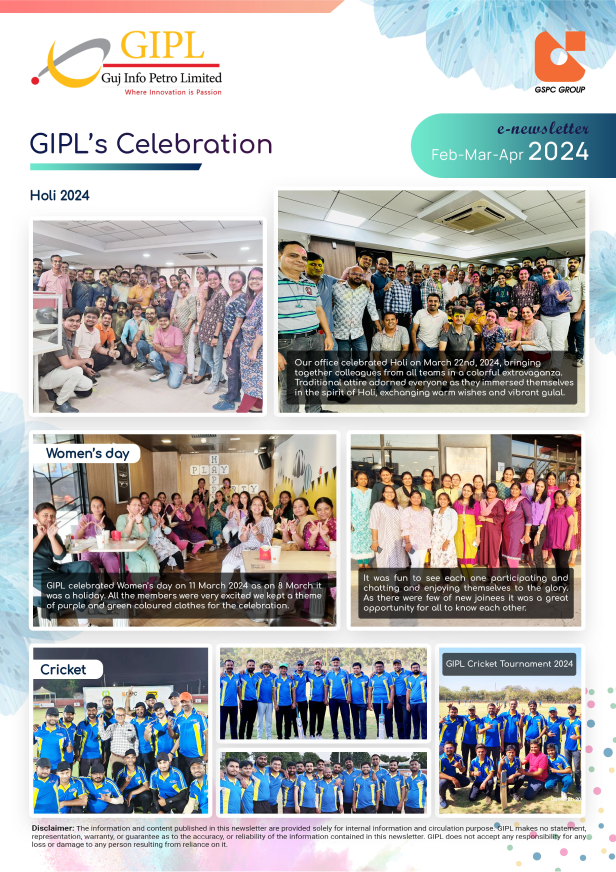 GIPL
Guj Info Petro Limited
Where Innovation is Passion
GSPC GROUP
GIPL's Celebration
e-newsletter
Feb-Mar-Apr 2024
Holi 2024
Our office celebrated Holi on March 22nd, 2024, bringing
together colleagues from all teams in a colorful extravaganza.
Traditional attire adorned everyone as they immersed themselves
in the spirit of Holi, exchanging warm wishes and vibrant gulal.
Women's day
GIPL celebrated Women's day on 11 March 2024 as on 8 March it
was a holiday. All the members were very excited we kept a theme
of purple and green coloured clothes for the celebration.
It was fun to see each one participating and
chatting and enjoying themselves to the glory.
As there were few of new joinees it was a great
opportunity for all to know each other.
Cricket
GIPL Cricket Tournament 2024
Disclaimer: The information and content published in this newsletter are provided solely for internal information and circulation purpose. GIPL makes no statement,
representation, warranty, or guarantee as to the accuracy, or reliability of the information contained in this newsletter. GIPL does not accept any responsibility for any
loss or damage to any person resulting from reliance on it.